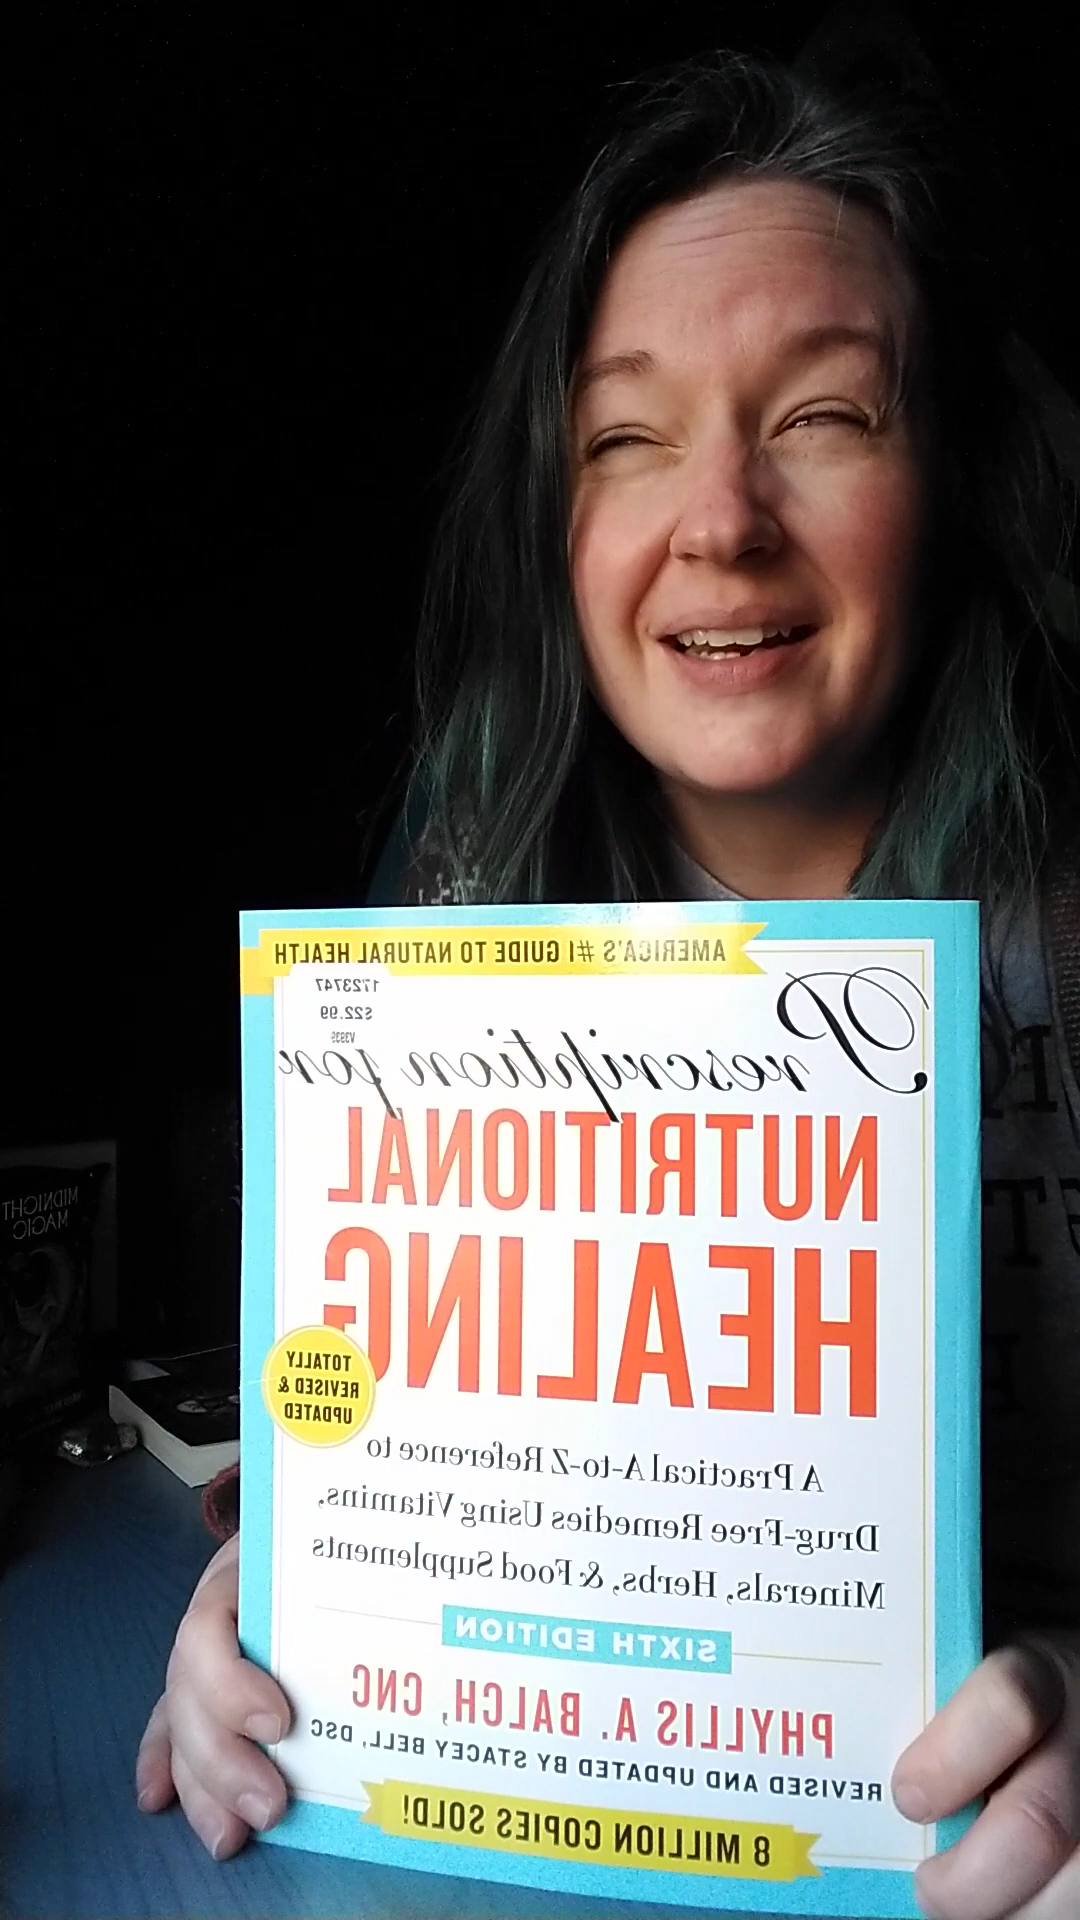 AMERICA'S #1 GUIDE TO NATURAL HEALTH
1723747
$22.99
V3935
Prescription for
NUTRITIONAL
HEALING
TOTALLY
REVISED &
UPDATED
A Practical A-to-Z Reference to
Drug-Free Remedies Using Vitamins,
Minerals, Herbs, & Food Supplements
SIXTH EDITION
PHYLLIS A. BALCH, CNC
REVISED AND UPDATED BY STACEY BELL, DSC
8 MILLION COPIES SOLD!
MIDNIGHT
MAGIC